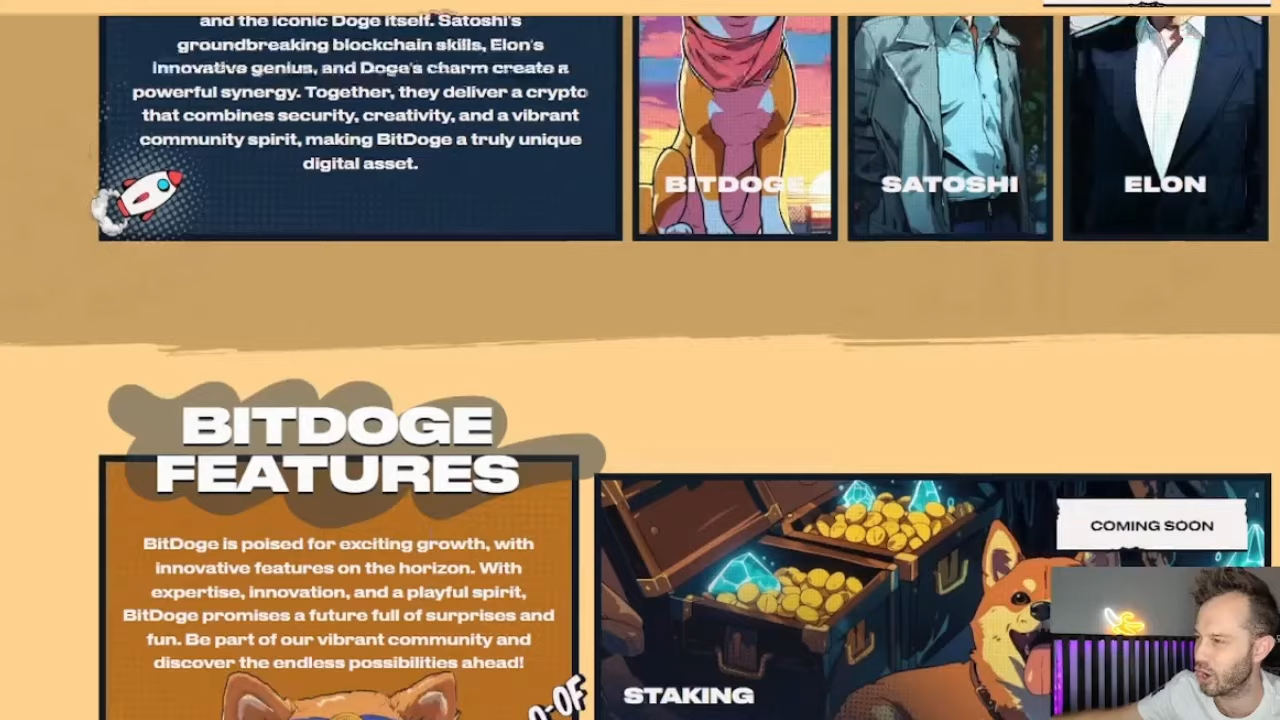 and the iconic Doge itself. Satoshi's
groundbreaking blockchain skills, Elon's
innovative genius, and Doge's charm create a
powerful synergy. Together, they deliver a crypto
that combines security, creativity, and a vibrant
community spirit, making BitDoge a truly unique
digital asset.
BITDOGE
SATOSHI
ELON
BITDOGE
FEATURES
BitDoge is poised for exciting growth, with
innovative features on the horizon. With
expertise, innovation, and a playful spirit,
BitDoge promises a future full of surprises and
fun. Be part of our vibrant community and
discover the endless possibilities ahead!
COMING SOON
STAKING